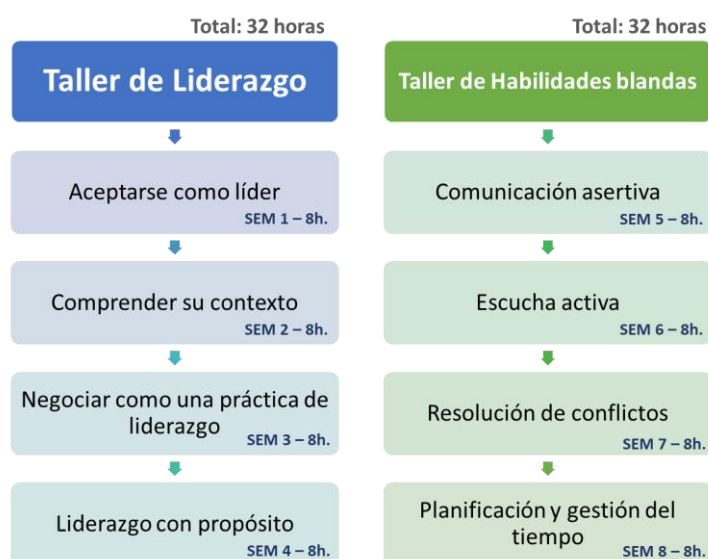 Total: 32 horas
Taller de Liderazgo
Aceptarse como líder
SEM 1 – 8h.
Comprender su contexto
SEM 2 – 8h.
Negociar como una práctica de
liderazgo
SEM 3 – 8h.
Liderazgo con propósito
SEM 4 – 8h.
Total: 32 horas
Taller de Habilidades blandas
Comunicación asertiva
SEM 5 – 8h.
Escucha activa
SEM 6 – 8h.
Resolución de conflictos
SEM 7 – 8h.
Planificación y gestión del
tiempo
SEM 8 – 8h.